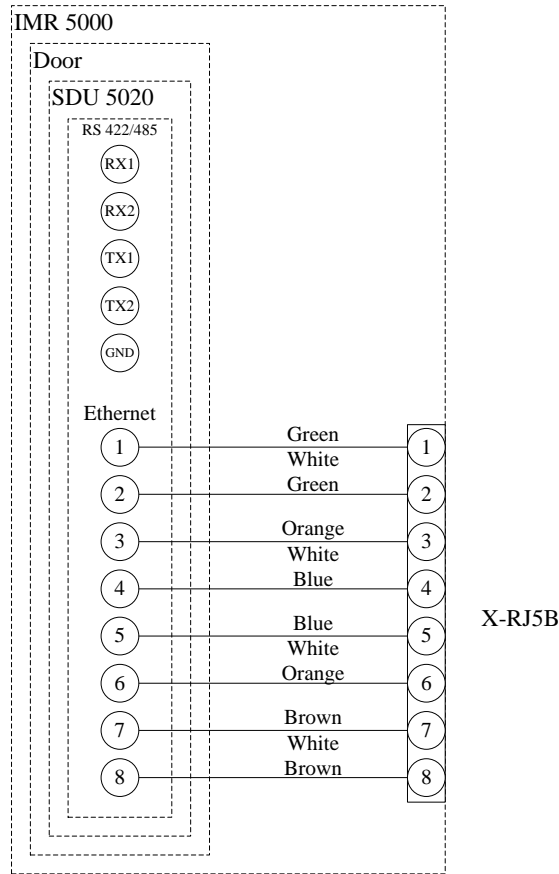 IMR 5000
Door
SDU 5020
RS 422/485
RX1
RX2
TX1
TX2
GND
Ethernet
1 Green White 1
2 Green 2
3 Orange White 3
4 Blue 4
5 Blue White 5
6 Orange 6
7 Brown White 7
8 Brown 8
X-RJ5B